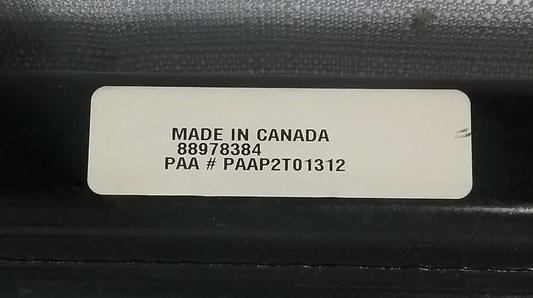 MADE IN CANADA
88978384
PAA # PAAP2T01312